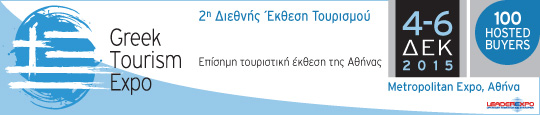 Greek
Tourism
Expo
2η Διεθνής Έκθεση Τουρισμού
Επίσημη τουριστική έκθεση της Αθήνας
4-6
ΔΕΚ
2015
100
HOSTED
BUYERS
Metropolitan Expo, Αθήνα
LEADEREXPO